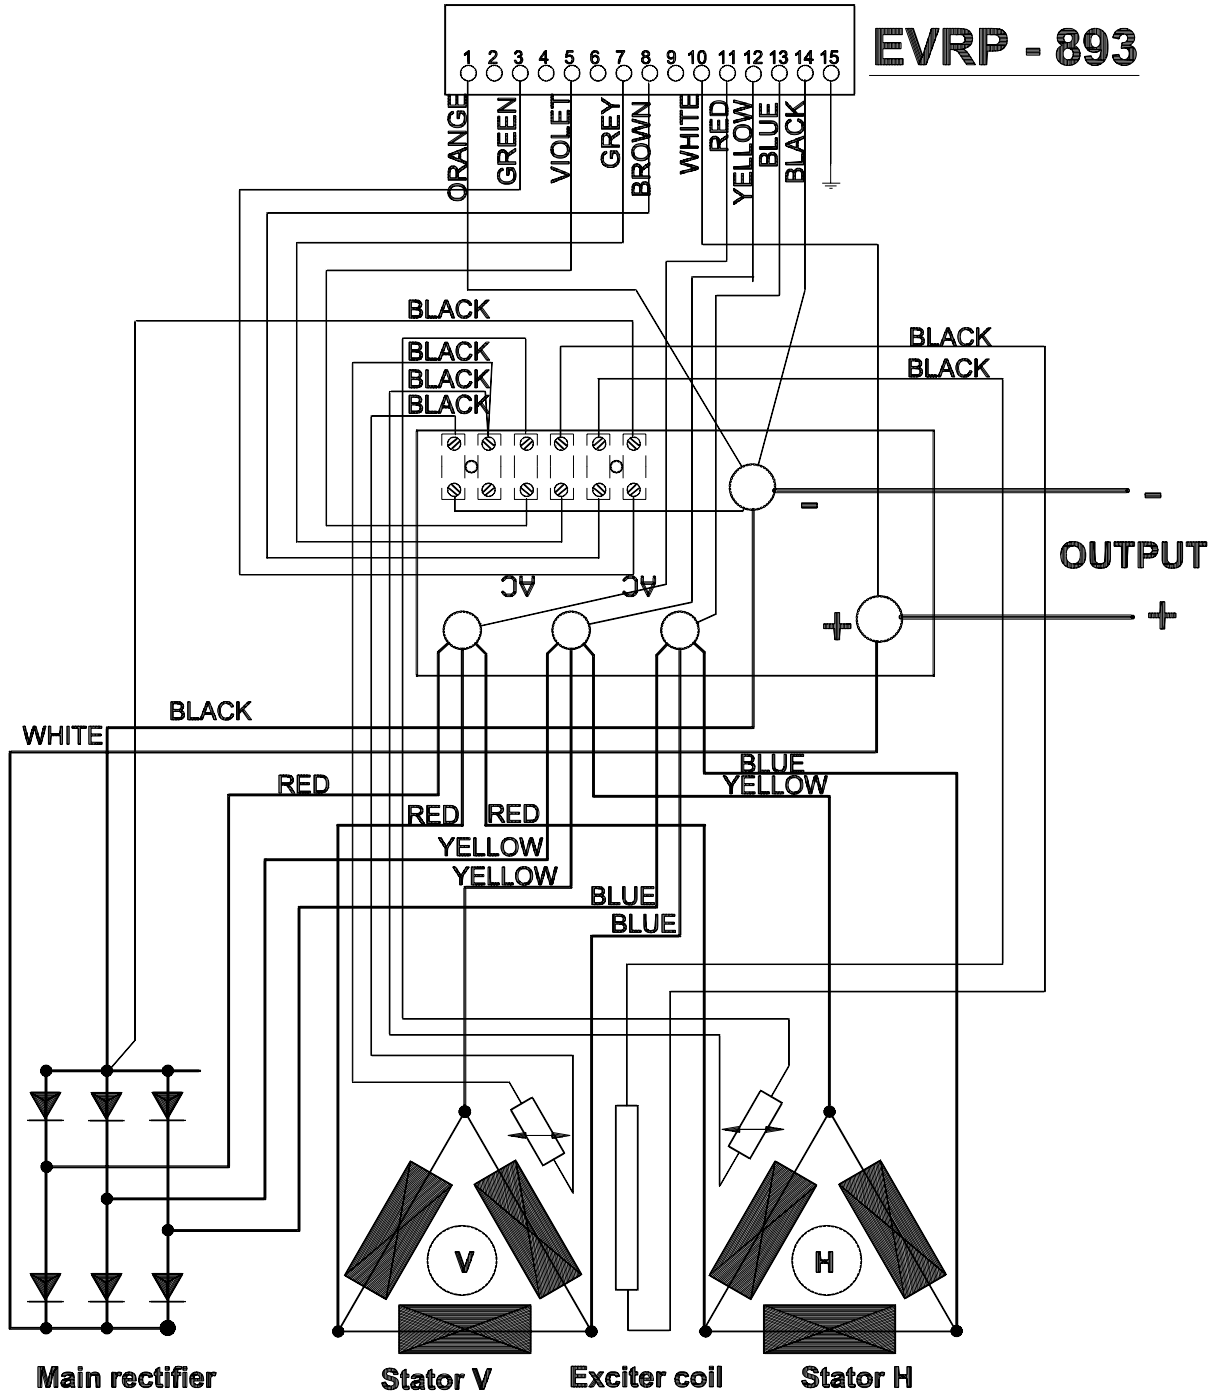 EVRP - 893
1 2 3 4 5 6 7 8 9 10 11 12 13 14 15
ORANGE
GREEN
VIOLET
GREY
BROWN
WHITE
RED
YELLOW
BLUE
BLACK
BLACK
BLACK
BLACK
BLACK
BLACK
BLACK
-
-
OUTPUT
AC
AC
+
+
BLACK
WHITE
BLUE
YELLOW
RED
RED
RED
YELLOW
YELLOW
BLUE
BLUE
V
H
Main rectifier
Stator V
Exciter coil
Stator H